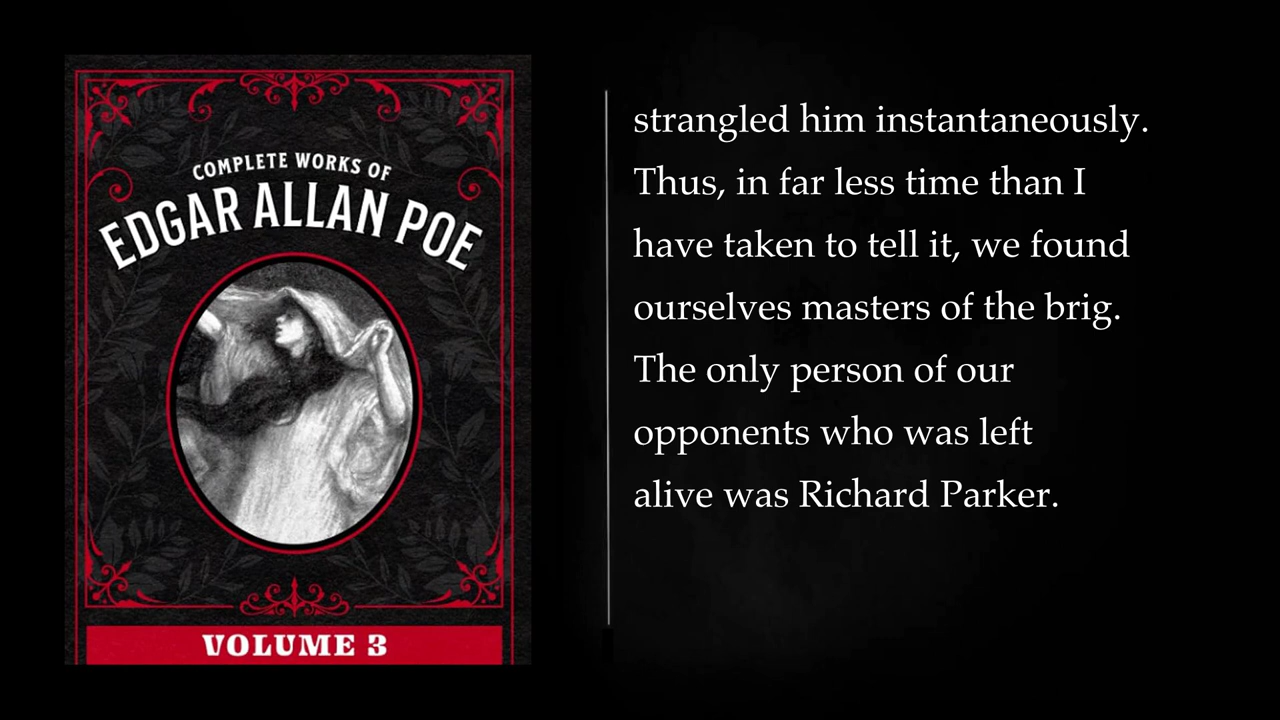 COMPLETE WORKS OF
EDGAR ALLAN POE
VOLUME 3
strangled him instantaneously.
Thus, in far less time than I
have taken to tell it, we found
ourselves masters of the brig.
The only person of our
opponents who was left
alive was Richard Parker.